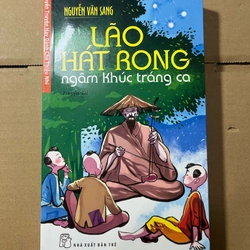 NGUYỄN VĂN SANG
LÃO
HÁT RONG
ngâm khúc tráng ca
NHÀ XUẤT BẢN TRẺ